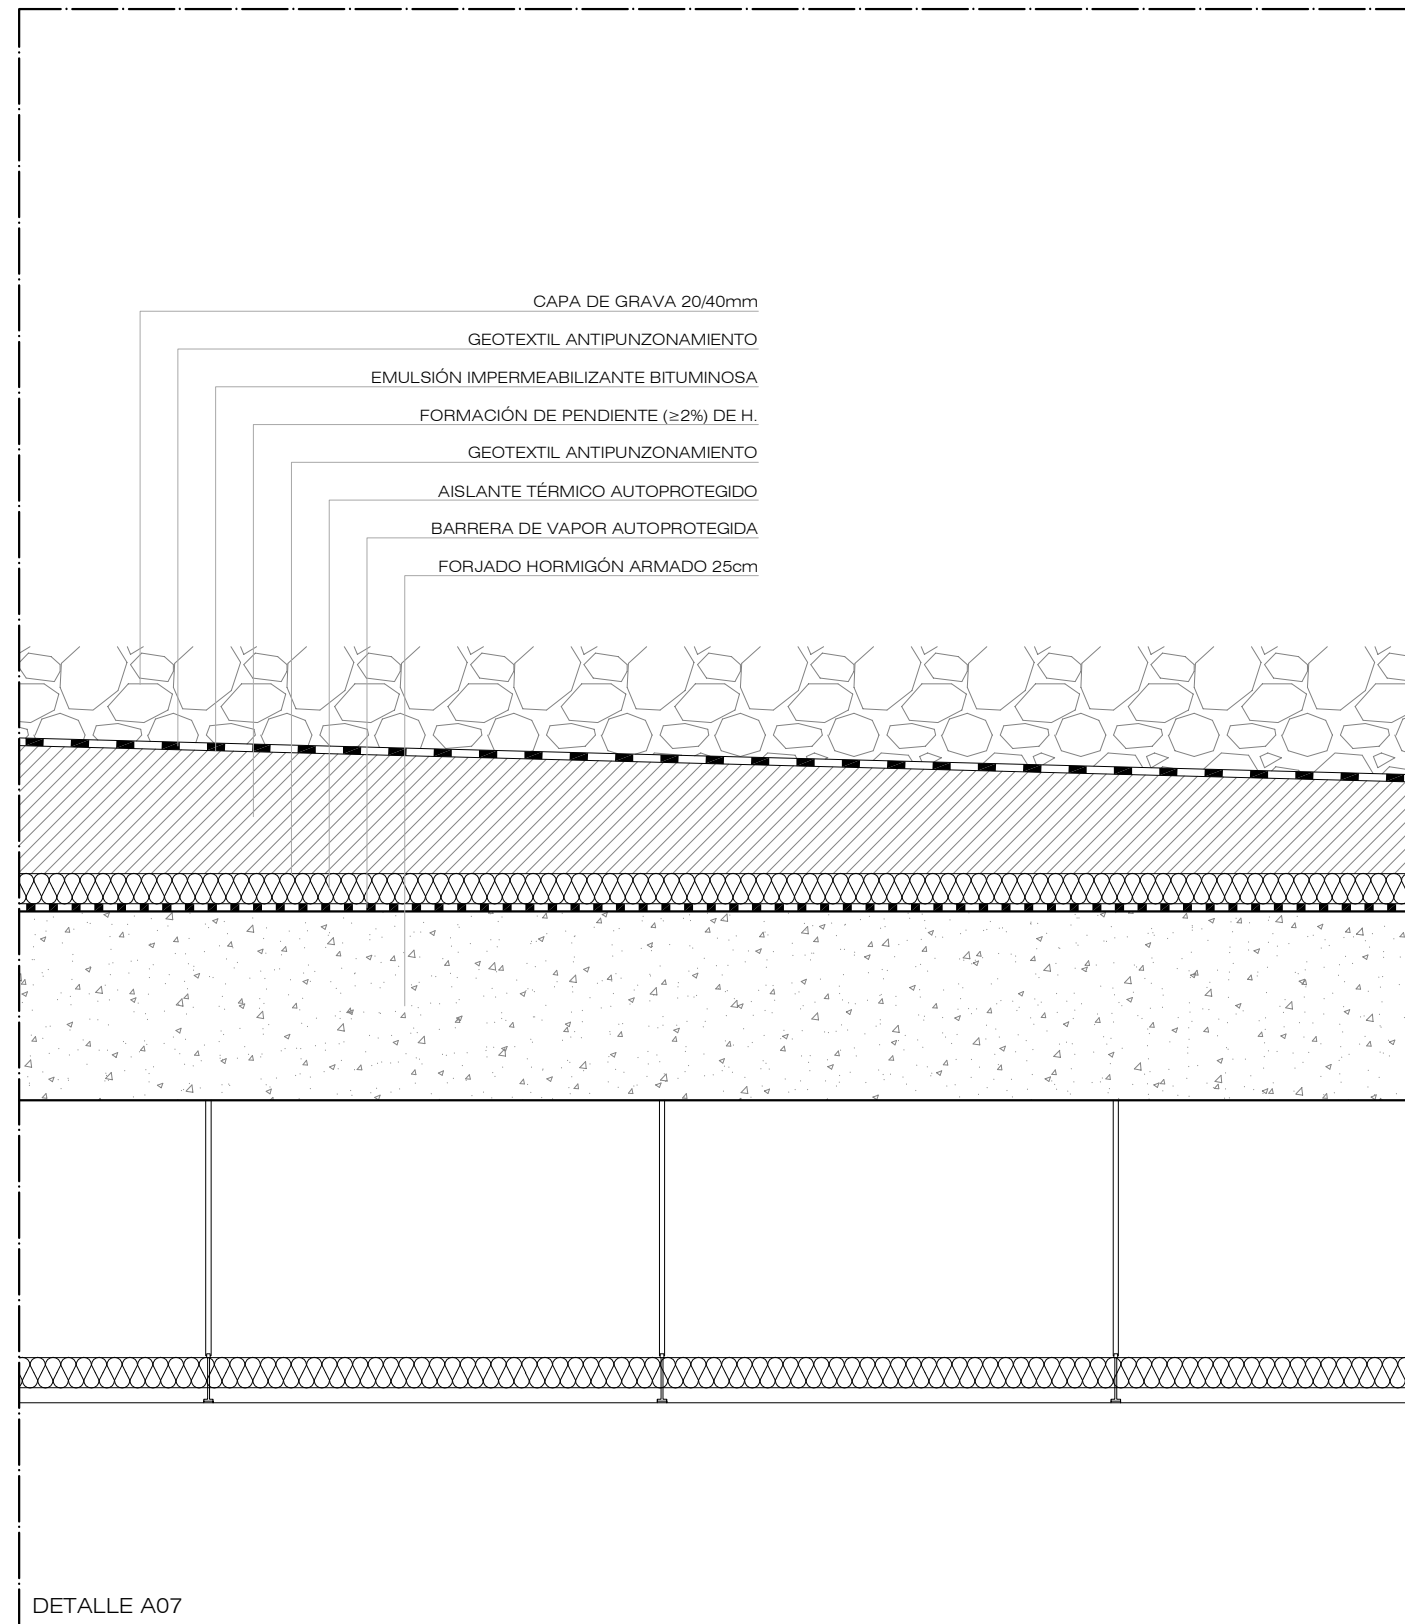 CAPA DE GRAVA 20/40mm
GEOTEXTIL ANTIPUNZONAMIENTO
EMULSIÓN IMPERMEABILIZANTE BITUMINOSA
FORMACIÓN DE PENDIENTE (≥2%) DE H.
GEOTEXTIL ANTIPUNZONAMIENTO
AISLANTE TÉRMICO AUTOPROTEGIDO
BARRERA DE VAPOR AUTOPROTEGIDA
FORJADO HORMIGÓN ARMADO 25cm
DETALLE A07